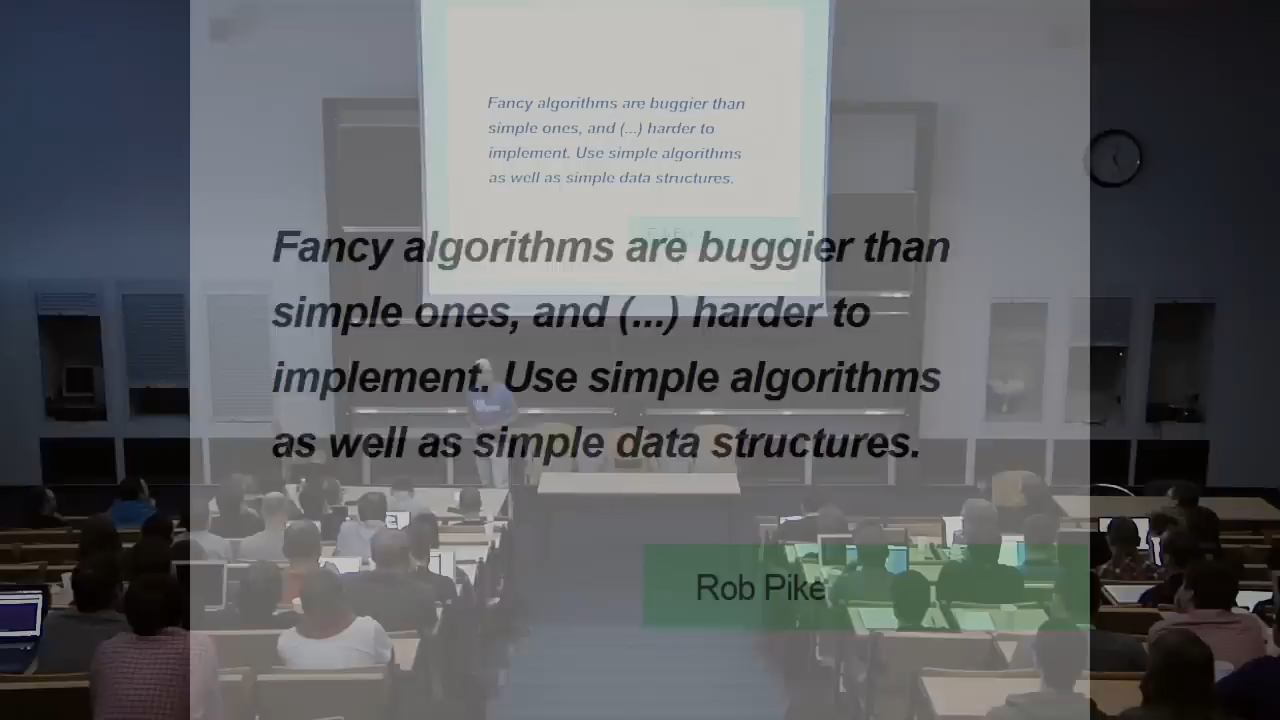 Fancy algorithms are buggier than
simple ones, and (...) harder to
implement. Use simple algorithms
as well as simple data structures.
Fancy algorithms are buggier than
simple ones, and (...) harder to
implement. Use simple algorithms
as well as simple data structures.
Rob Pike